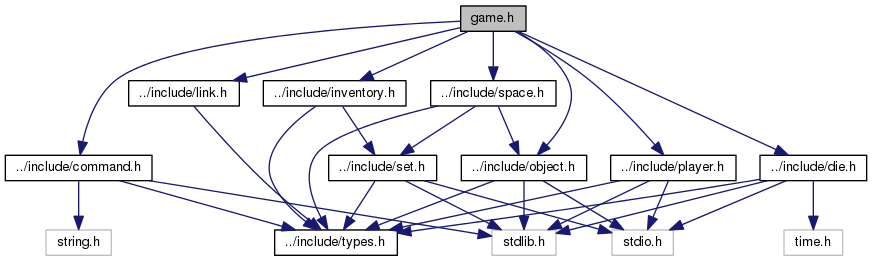 game.h
../include/link.h
../include/inventory.h
../include/space.h
../include/command.h
../include/set.h
../include/object.h
../include/player.h
../include/die.h
string.h
../include/types.h
stdlib.h
stdio.h
time.h